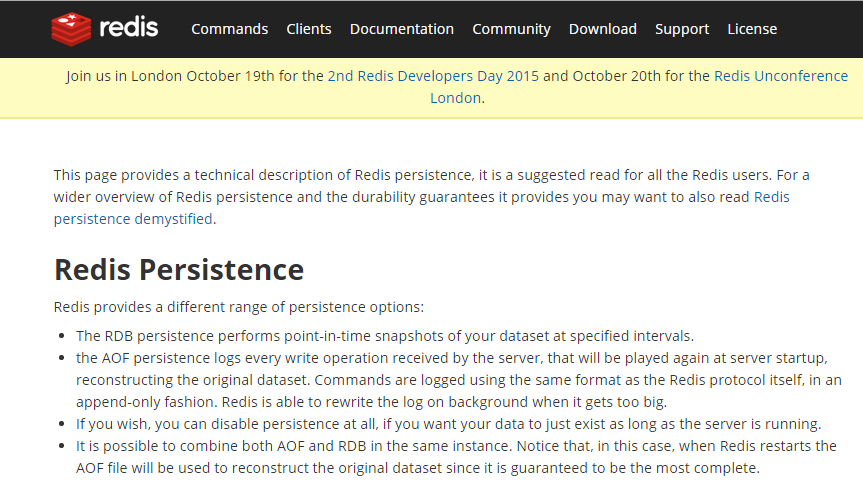 redis Commands Clients Documentation Community Download Support License
Join us in London October 19th for the 2nd Redis Developers Day 2015 and October 20th for the Redis Unconference
London.
This page provides a technical description of Redis persistence, it is a suggested read for all the Redis users. For a
wider overview of Redis persistence and the durability guarantees it provides you may want to also read Redis
persistence demystified.
Redis Persistence
Redis provides a different range of persistence options:
• The RDB persistence performs point-in-time snapshots of your dataset at specified intervals.
• the AOF persistence logs every write operation received by the server, that will be played again at server startup,
reconstructing the original dataset. Commands are logged using the same format as the Redis protocol itself, in an
append-only fashion. Redis is able to rewrite the log on background when it gets too big.
• If you wish, you can disable persistence at all, if you want your data to just exist as long as the server is running.
• It is possible to combine both AOF and RDB in the same instance. Notice that, in this case, when Redis restarts the
AOF file will be used to reconstruct the original dataset since it is guaranteed to be the most complete.